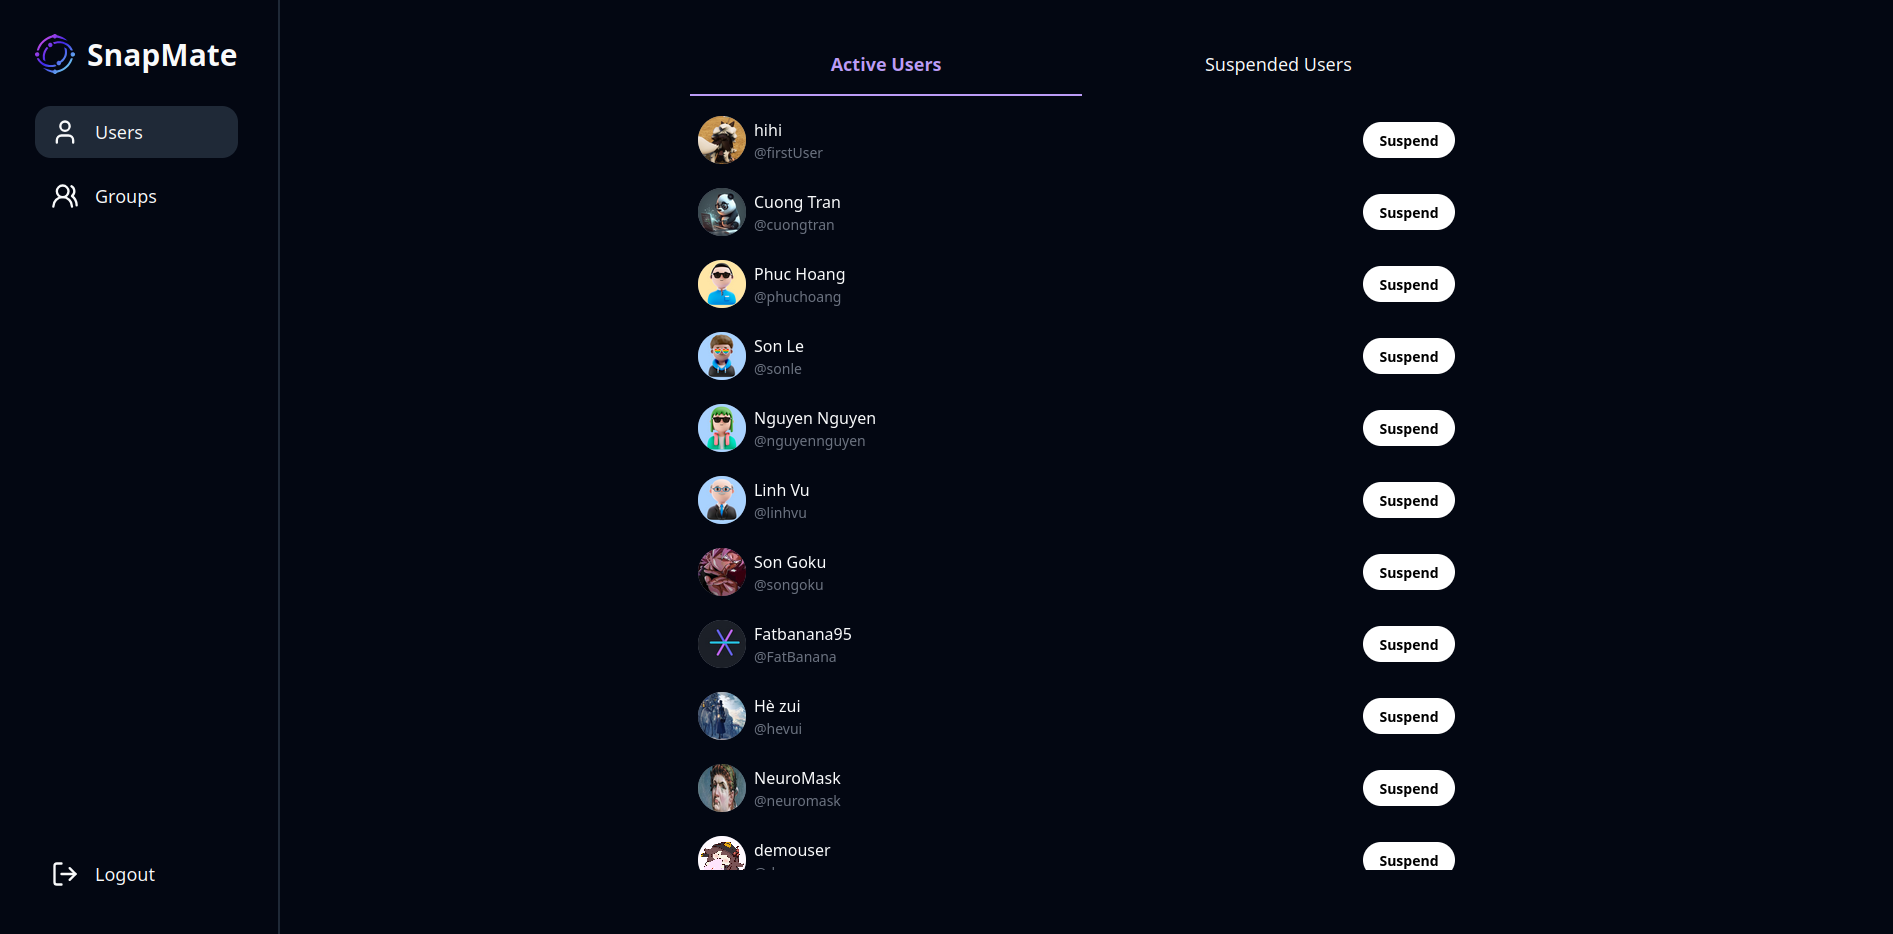 SnapMate
Users
Groups
Logout
Active Users
Suspended Users
hihi
@firstUser
Suspend
Cuong Tran
@cuongtran
Suspend
Phuc Hoang
@phuchoang
Suspend
Son Le
@sonle
Suspend
Nguyen Nguyen
@nguyennguyen
Suspend
Linh Vu
@linhvu
Suspend
Son Goku
@songoku
Suspend
Fatbanana95
@FatBanana
Suspend
Hè zui
@hevui
Suspend
NeuroMask
@neuromask
Suspend
demouser
Suspend